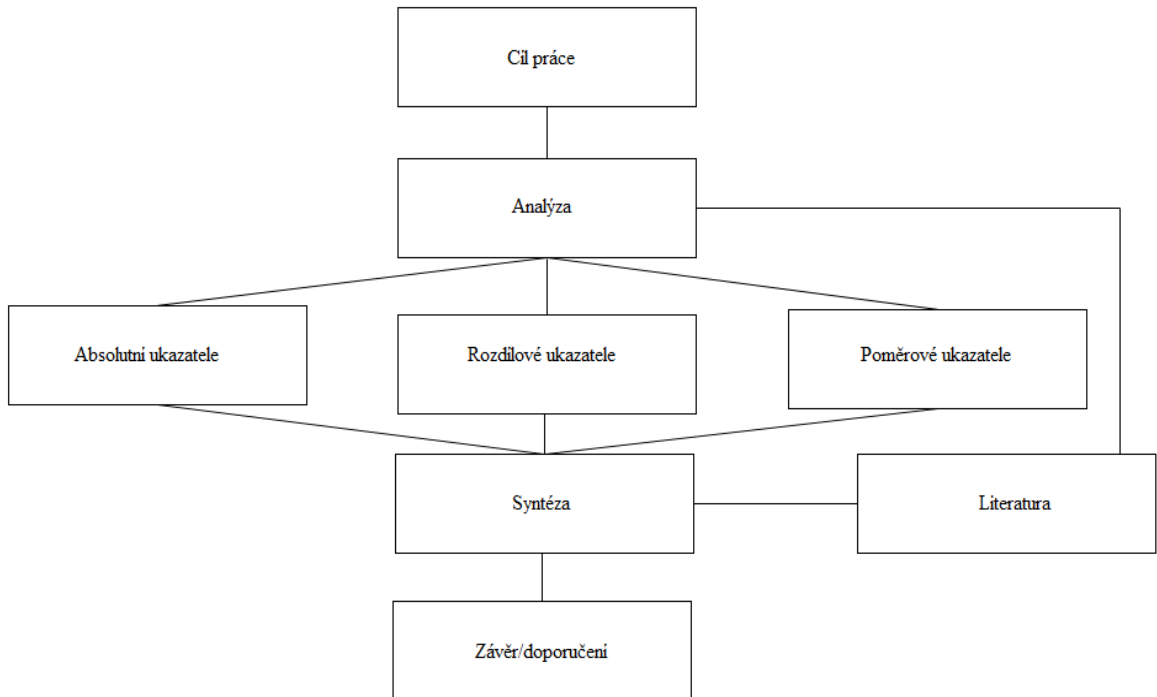 Cíl práce
Analýza
Absolutní ukazatele
Rozdílové ukazatele
Poměrové ukazatele
Syntéza
Literatura
Závěr/doporučení